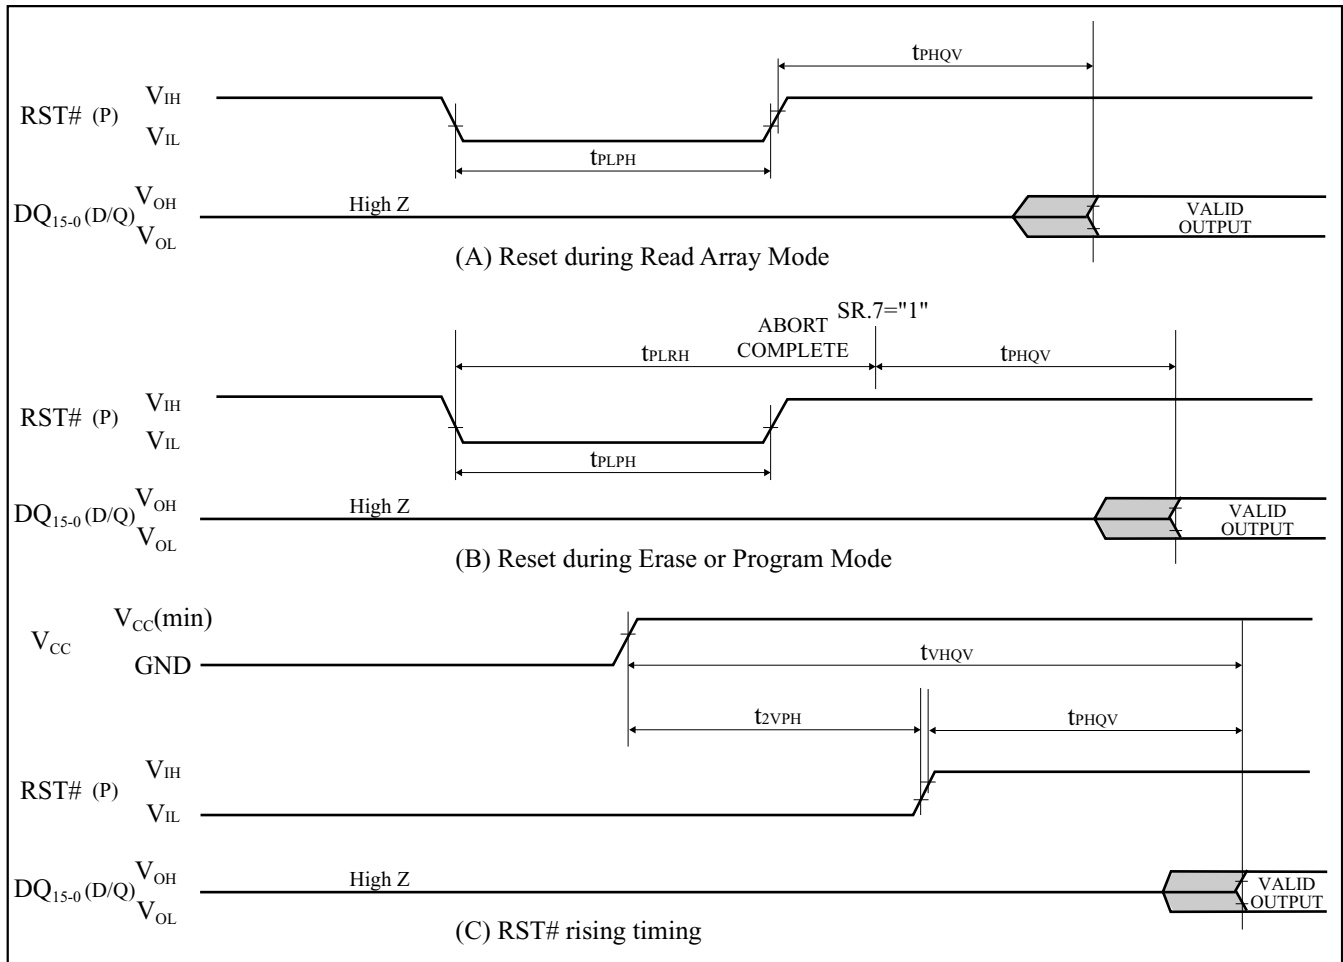 tPHQV
VIH
RST# (P)
VIL
tPLPH
VOH
DQ15-0 (D/Q)
High Z
VALID
OUTPUT
VOL
(A) Reset during Read Array Mode
SR.7="1"
ABORT
COMPLETE
tPLRH
tPHQV
VIH
RST# (P)
VIL
tPLPH
VOH
DQ15-0 (D/Q)
High Z
VALID
OUTPUT
VOL
(B) Reset during Erase or Program Mode
VCC(min)
VCC
GND
tVHQV
t2VPH
tPHQV
VIH
RST# (P)
VIL
VOH
DQ15-0 (D/Q)
High Z
VALID
OUTPUT
VOL
(C) RST# rising timing